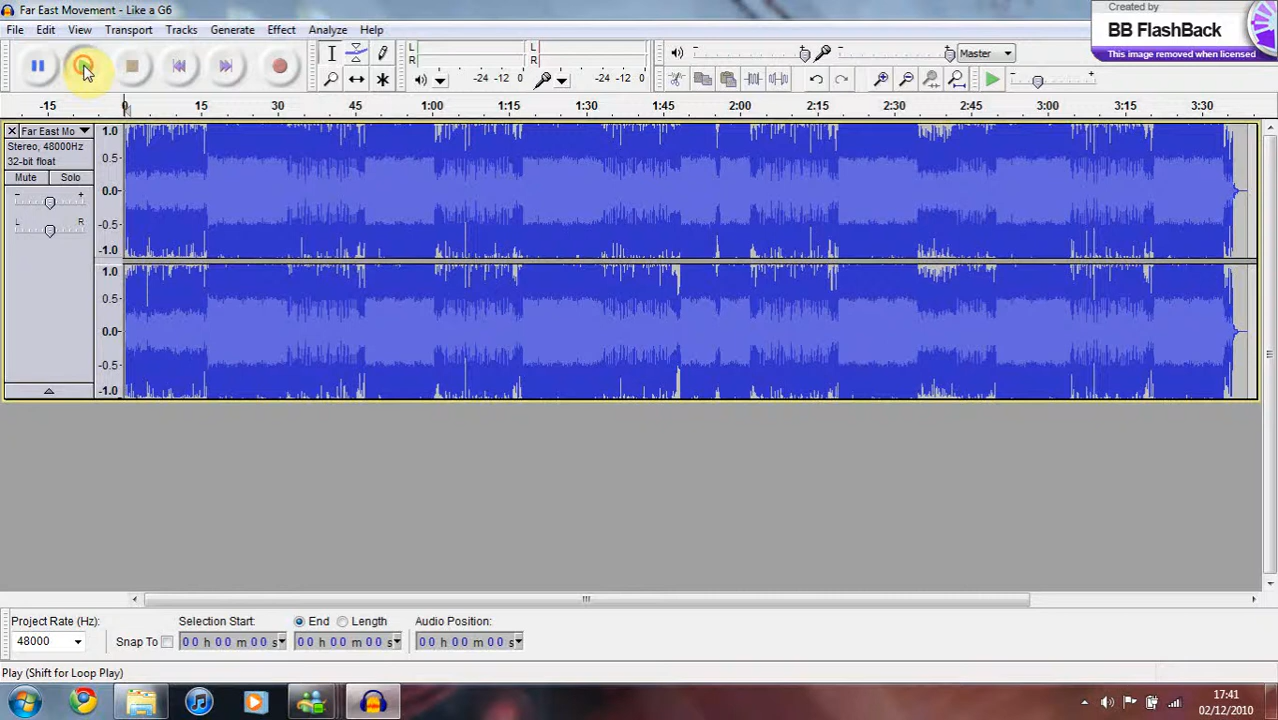 Far East Movement - Like a G6
Created by
BB FlashBack
This image removed when licensed
File Edit View Transport Tracks Generate Effect Analyze Help
L
R
-24 -12 0
L
R
-24 -12 0
Master
-15 0 15 30 45 1:00 1:15 1:30 1:45 2:00 2:15 2:30 2:45 3:00 3:15 3:30
Far East Mo
Stereo, 48000Hz
32-bit float
Mute Solo
- +
L R
1.0
0.5
0.0
-0.5
-1.0
1.0
0.5
0.0
-0.5
-1.0
Project Rate (Hz):
48000
Snap To
Selection Start:
00 h 00 m 00 s
End Length
00 h 00 m 00 s
Audio Position:
00 h 00 m 00 s
Play (Shift for Loop Play)
17:41
02/12/2010